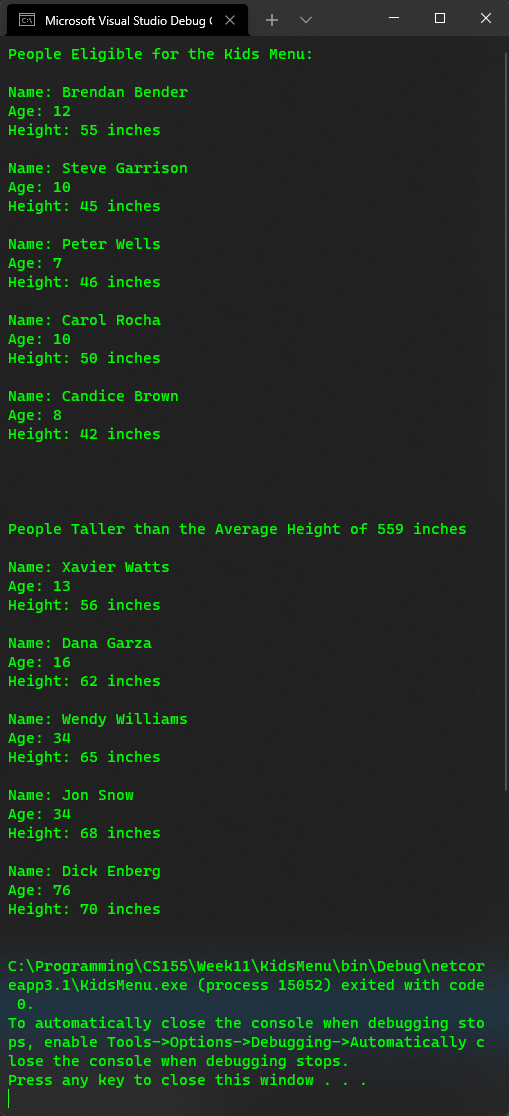 Microsoft Visual Studio Debug C
People Eligible for the Kids Menu:
Name: Brendan Bender
Age: 12
Height: 55 inches
Name: Steve Garrison
Age: 10
Height: 45 inches
Name: Peter Wells
Age: 7
Height: 46 inches
Name: Carol Rocha
Age: 10
Height: 50 inches
Name: Candice Brown
Age: 8
Height: 42 inches
People Taller than the Average Height of 559 inches
Name: Xavier Watts
Age: 13
Height: 56 inches
Name: Dana Garza
Age: 16
Height: 62 inches
Name: Wendy Williams
Age: 34
Height: 65 inches
Name: Jon Snow
Age: 34
Height: 68 inches
Name: Dick Enberg
Age: 76
Height: 70 inches
C:\Programming\CS155\Week11\KidsMenu\bin\Debug\netcor
eapp3.1\KidsMenu.exe (process 15052) exited with code
0.
To automatically close the console when debugging sto
ps, enable Tools->Options->Debugging->Automatically c
lose the console when debugging stops.
Press any key to close this window . . .